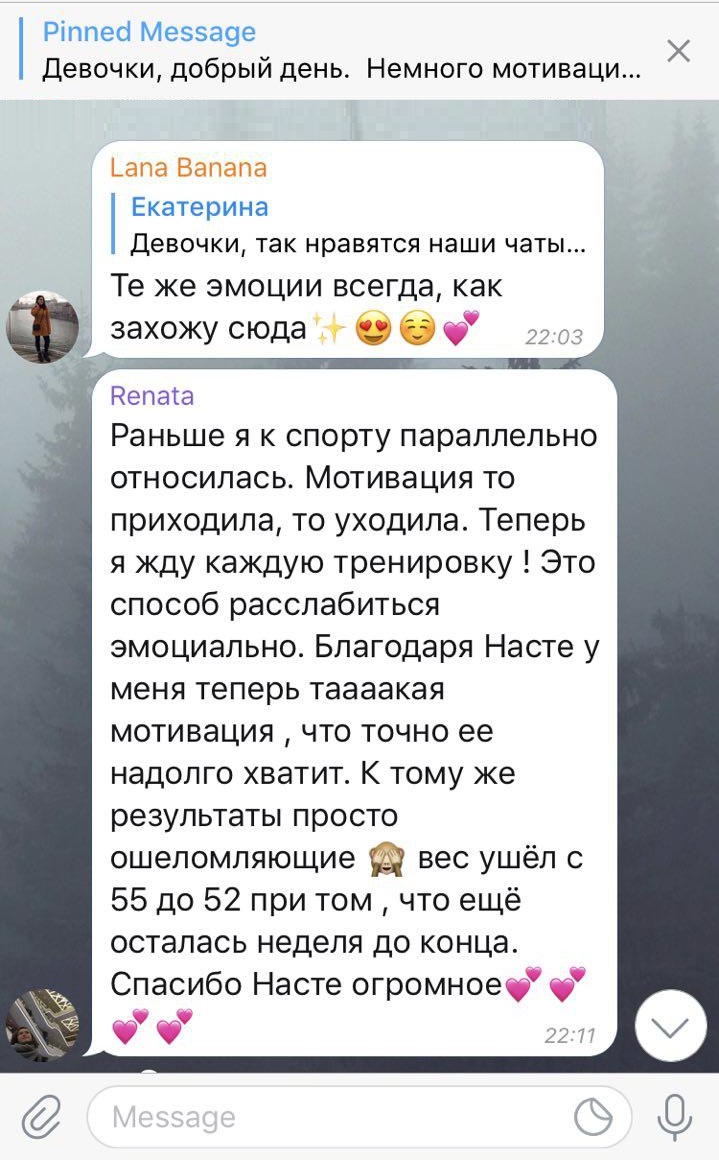 Pinned Message
Девочки, добрый день. Немного мотиваци...
Lana Banana
Екатерина
Девочки, так нравятся наши чаты...
Те же эмоции всегда, как
захожу сюда✨😍☺️💕
22:03
Renata
Раньше я к спорту параллельно
относилась. Мотивация то
приходила, то уходила. Теперь
я жду каждую тренировку ! Это
способ расслабиться
эмоциально. Благодаря Насте у
меня теперь таааакая
мотивация , что точно ее
надолго хватит. К тому же
результаты просто
ошеломляющие 🙈 вес ушёл с
55 до 52 при том , что ещё
осталась неделя до конца.
Спасибо Насте огромное💕💕
💕💕
22:11
Message